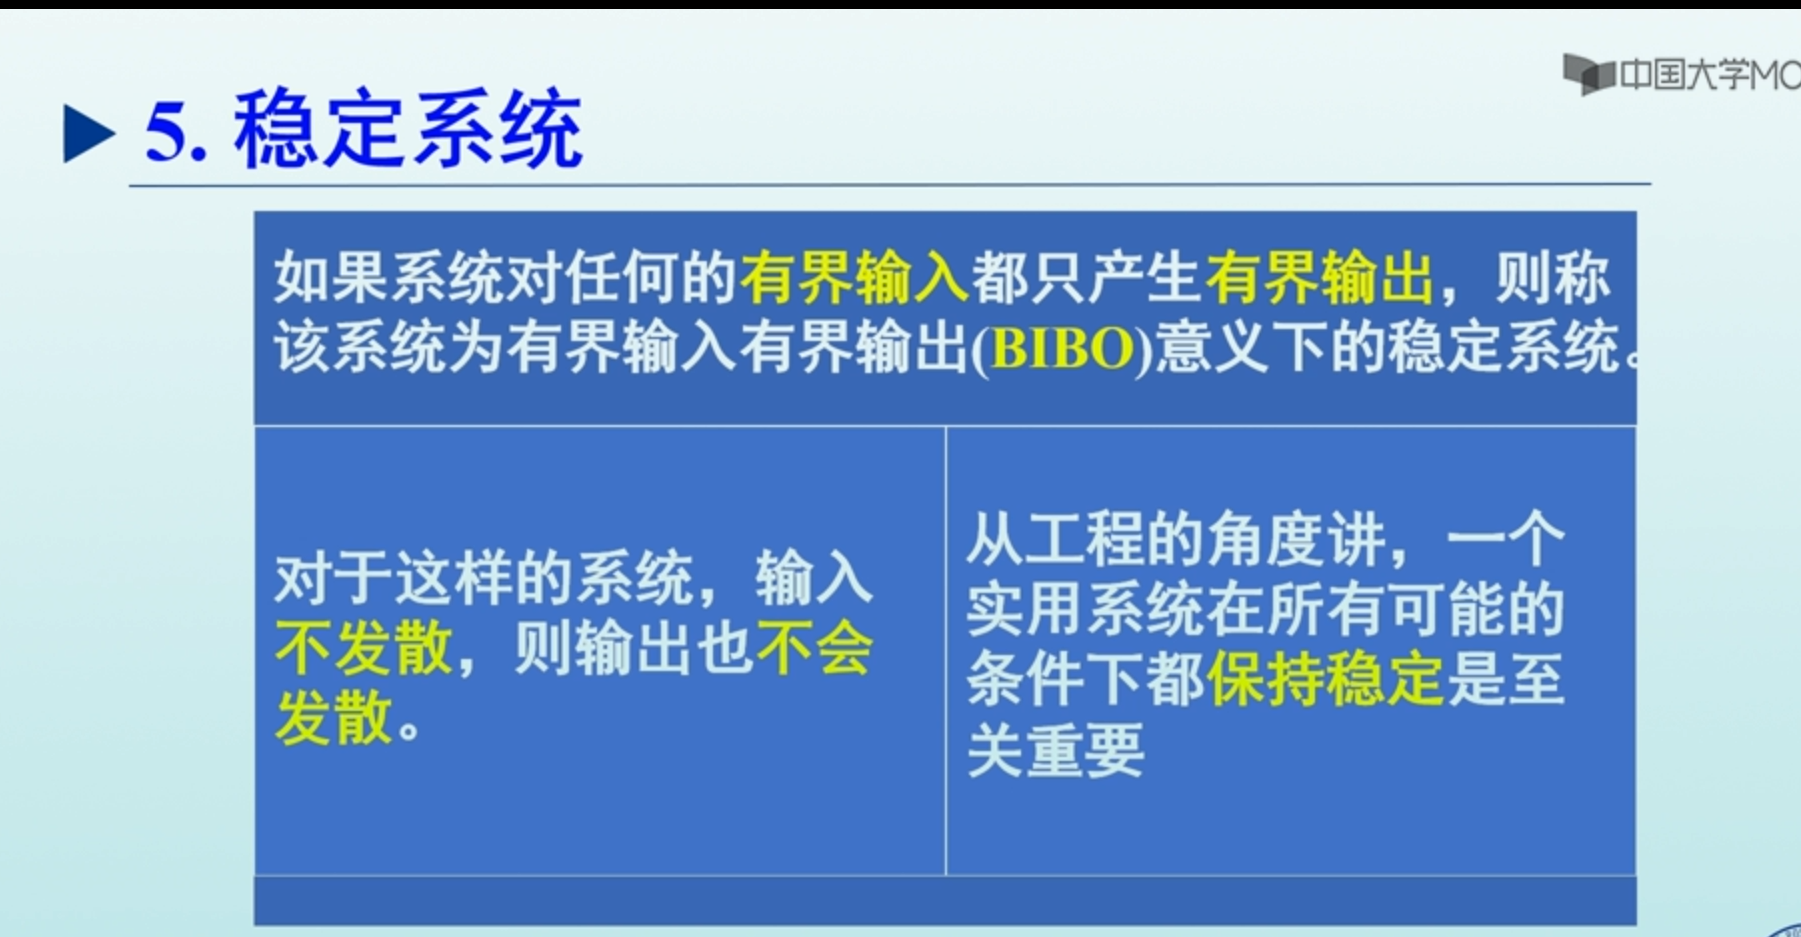 中国大学MO
5. 稳定系统
如果系统对任何的有界输入都只产生有界输出，则称
该系统为有界输入有界输出(BIBO)意义下的稳定系统。
对于这样的系统，输入
不发散，则输出也不会
发散。
从工程的角度讲，一个
实用系统在所有可能的
条件下都保持稳定是至
关重要